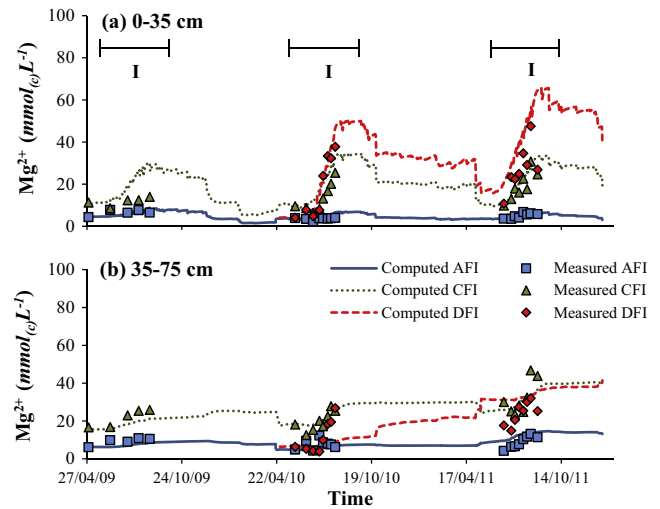 (a) 0-35 cm
100
80
60
40
20
0
Mg2+ (mmol(c)L-1)
I I I
(b) 35-75 cm
100
80
60
40
20
0
Mg2+ (mmol(c)L-1)
Computed AFI Measured AFI
Computed CFI Measured CFI
Computed DFI Measured DFI
27/04/09 24/10/09 22/04/10 19/10/10 17/04/11 14/10/11
Time